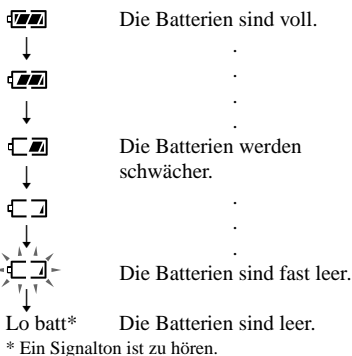 Die Batterien sind voll.
.
.
.
.
Die Batterien werden
schwächer.
.
.
.
Die Batterien sind fast leer.
Lo batt* Die Batterien sind leer.
* Ein Signalton ist zu hören.